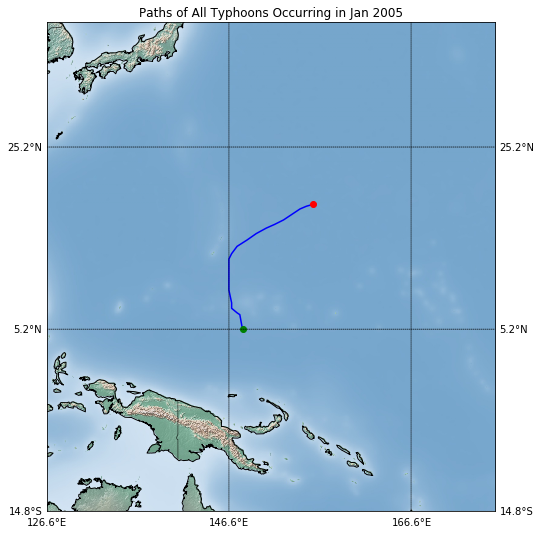 Paths of All Typhoons Occurring in Jan 2005
25.2°N 25.2°N
5.2°N 5.2°N
14.8°S 14.8°S
126.6°E 146.6°E 166.6°E